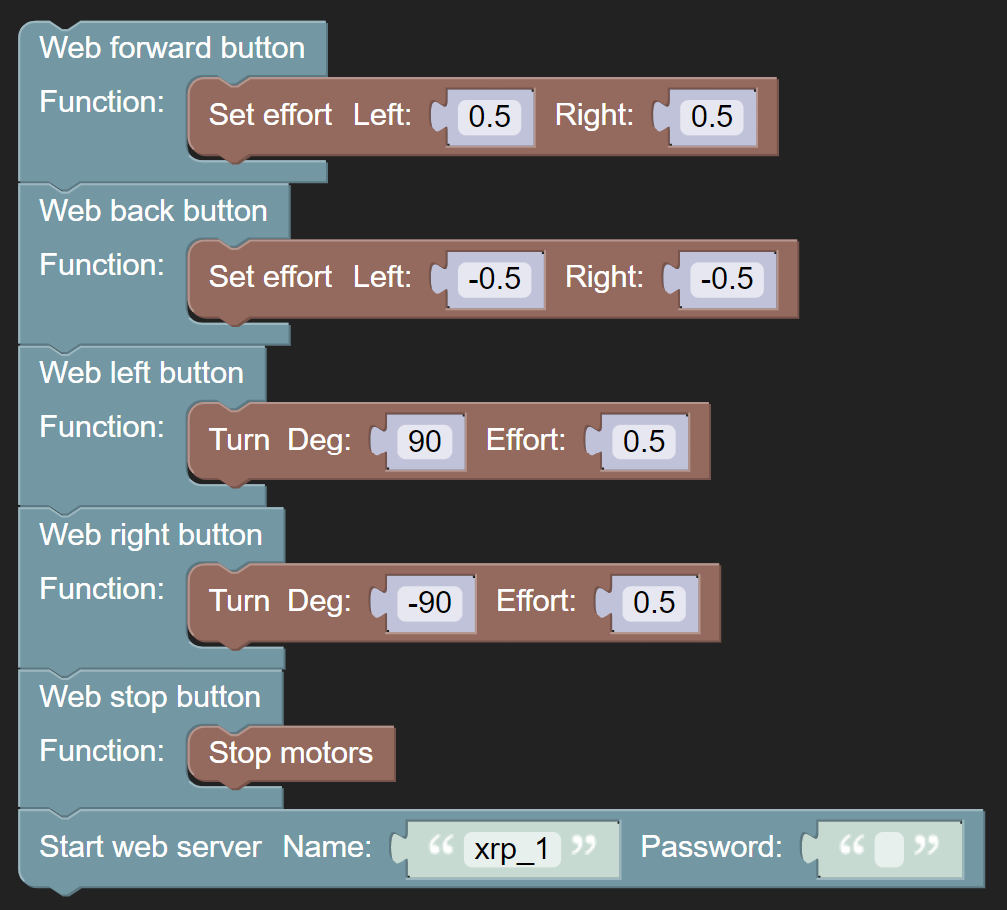 Web forward button
Function: Set effort Left: 0.5 Right: 0.5
Web back button
Function: Set effort Left: -0.5 Right: -0.5
Web left button
Function: Turn Deg: 90 Effort: 0.5
Web right button
Function: Turn Deg: -90 Effort: 0.5
Web stop button
Function: Stop motors
Start web server Name: “ xrp_1 ” Password: “ ”